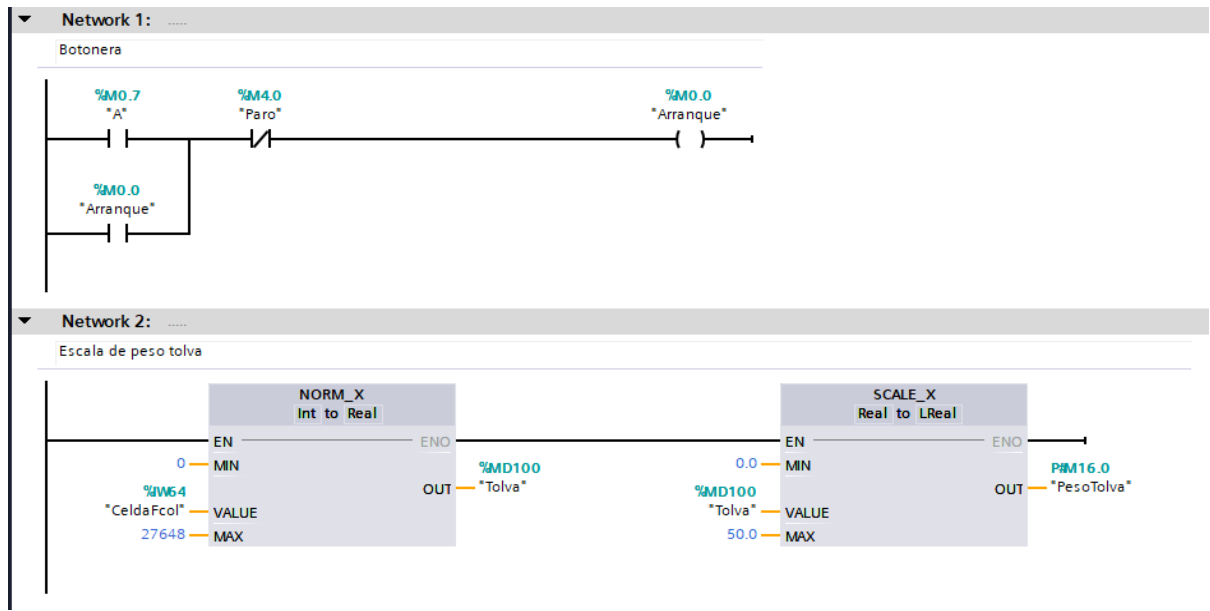 Network 1: .....
Botonera
%M0.7
"A"
%M4.0
"Paro"
%M0.0
"Arranque"
%M0.0
"Arranque"
Network 2: .....
Escala de peso tolva
NORM_X
Int to Real
EN
ENO
0
MIN
%MD100
"Tolva"
OUT
%IW64
"CeldaFcol"
VALUE
27648
MAX
SCALE_X
Real to LReal
EN
ENO
0.0
MIN
P#M16.0
"PesoTolva"
OUT
%MD100
"Tolva"
VALUE
50.0
MAX